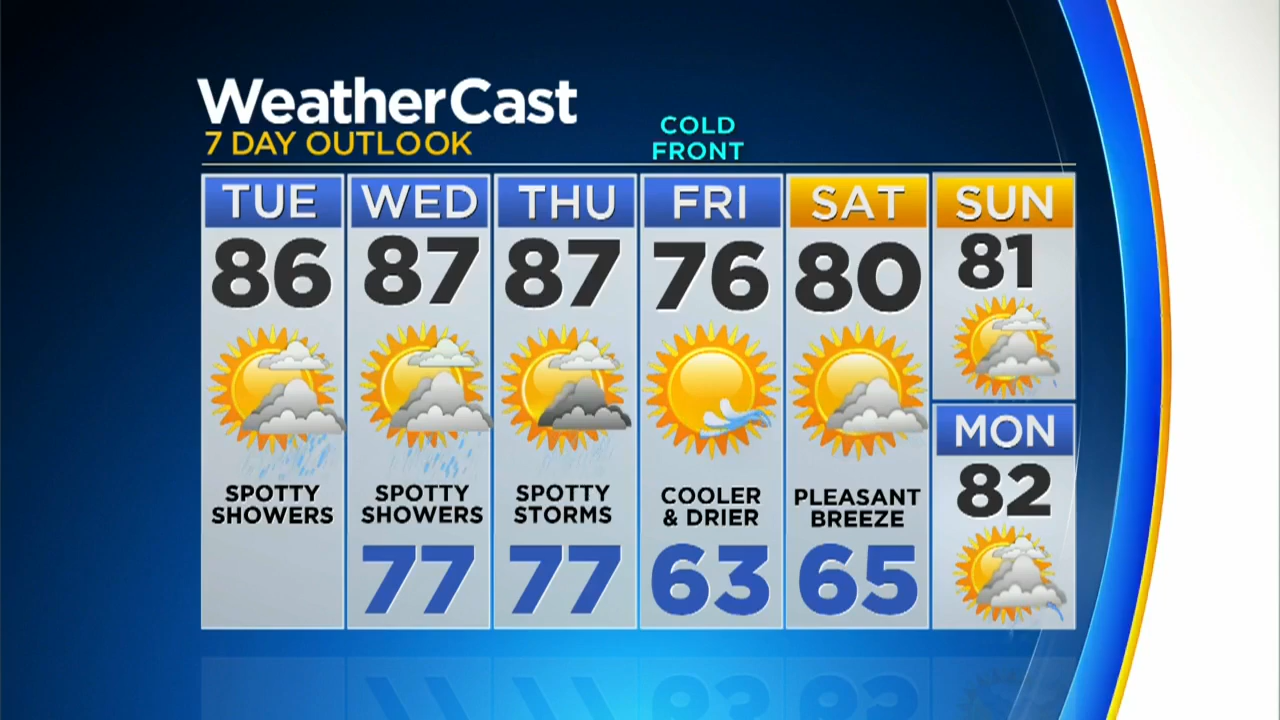 WeatherCast
7 DAY OUTLOOK
COLD
FRONT
TUE
86
SPOTTY
SHOWERS
WED
87
SPOTTY
SHOWERS
77
THU
87
SPOTTY
STORMS
77
FRI
76
COOLER
& DRIER
63
SAT
80
PLEASANT
BREEZE
65
SUN
81
MON
82